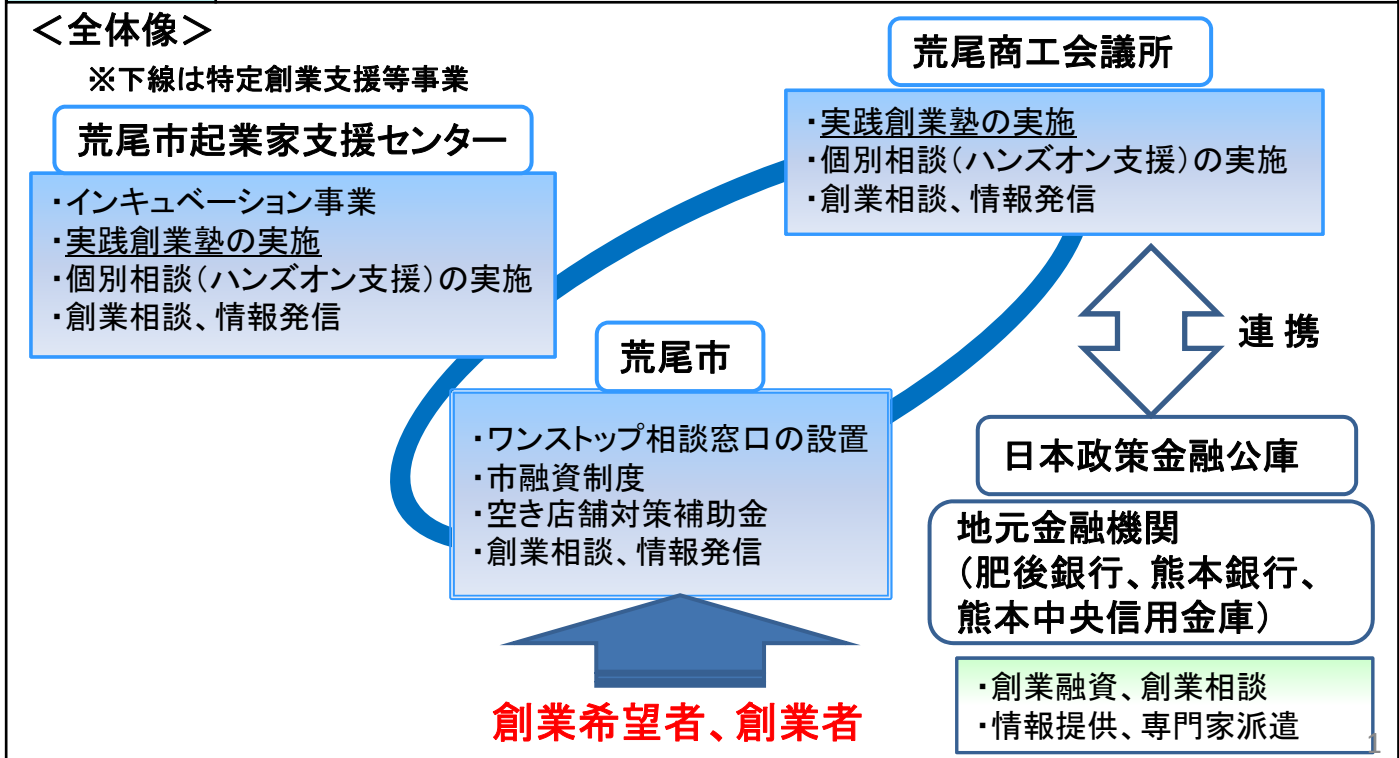 ＜全体像＞
※下線は特定創業支援等事業
荒尾市起業家支援センター
・インキュベーション事業
・実践創業塾の実施
・個別相談（ハンズオン支援）の実施
・創業相談、情報発信
荒尾商工会議所
・実践創業塾の実施
・個別相談（ハンズオン支援）の実施
・創業相談、情報発信
荒尾市
・ワンストップ相談窓口の設置
・市融資制度
・空き店舗対策補助金
・創業相談、情報発信
創業希望者、創業者
連 携
日本政策金融公庫
地元金融機関
（肥後銀行、熊本銀行、
熊本中央信用金庫）
・創業融資、創業相談
・情報提供、専門家派遣
1